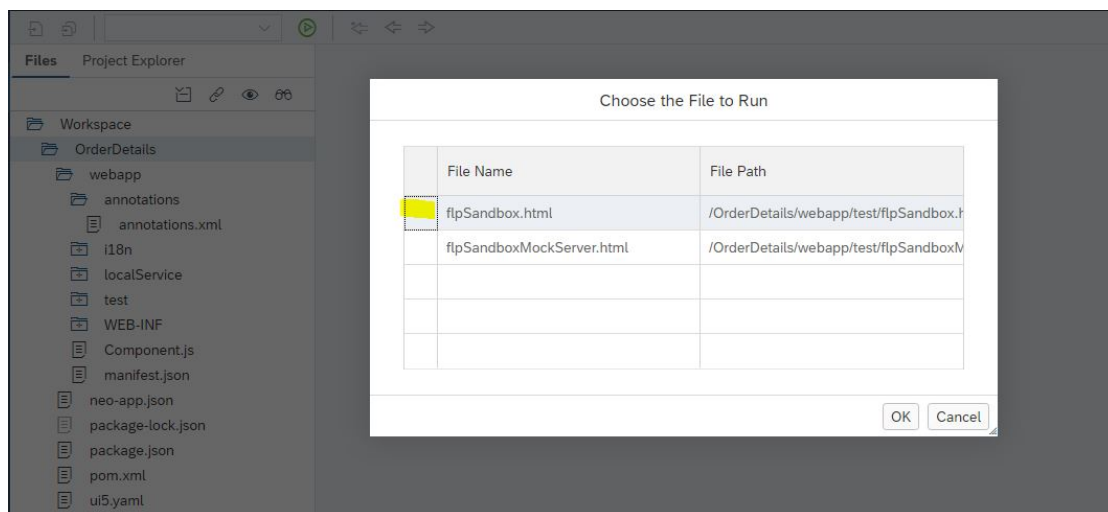 Files Project Explorer
Workspace
OrderDetails
webapp
annotations
annotations.xml
i18n
localService
test
WEB-INF
Component.js
manifest.json
neo-app.json
package-lock.json
package.json
pom.xml
ui5.yaml
Choose the File to Run
File Name File Path
flpSandbox.html /OrderDetails/webapp/test/flpSandbox.h
flpSandboxMockServer.html /OrderDetails/webapp/test/flpSandboxM
OK Cancel